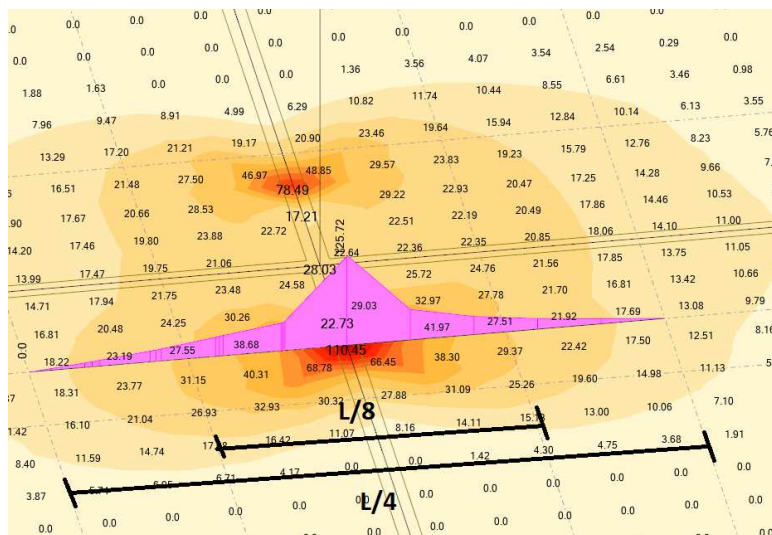 0.0 0.0 0.0 0.0 0.0 0.0 0.0
0.0 0.0 0.0 0.0 1.36 3.56 4.07 3.54 2.54 0.29 0.0
1.88 1.63 0.0 0.0 0.0
7.96 9.47 8.91 4.99 6.29 10.82 11.74 10.44 8.55 6.61 3.46 0.98
13.29 17.20 21.21 19.17 20.90 23.46 19.64 15.94 12.84 10.14 6.13 3.55
16.51 21.48 27.50 46.97 48.85 29.57 23.83 19.23 15.79 12.76 8.23 5.76
78.49
17.67 20.66 28.53 17.21 29.22 22.93 20.47 17.25 14.28 9.66
14.20 17.46 19.80 23.88 22.72 125.72 22.51 22.19 20.49 17.86 14.46 10.53
13.99 17.47 19.75 21.06 28.03 22.64 22.36 22.35 20.85 18.06 14.10 11.00
14.71 17.94 21.75 23.48 24.58 25.72 24.76 21.56 17.85 13.75 11.05
16.81 20.48 24.25 30.26 29.03 32.97 27.78 21.70 16.81 13.42 10.66
0.0 18.22 23.19 27.55 38.68 22.73 41.97 27.51 21.92 17.69 13.08 9.79
110.45
18.31 23.77 31.15 40.31 68.78 66.45 38.30 29.37 22.42 17.50 12.51 8.16
16.10 21.04 26.93 32.93 30.32 27.88 31.09 25.26 19.60 14.98 11.13
L/8
8.40 11.59 14.74 16.42 11.07 8.16 14.11 13.00 10.06 7.10
3.87 6.71 4.17 0.0 0.0 1.42 4.30 4.75 3.68 1.91
L/4
0.0 0.0 0.0 0.0 0.0 0.0 0.0 0.0 0.0 0.0
0.0 0.0 0.0 0.0 0.0